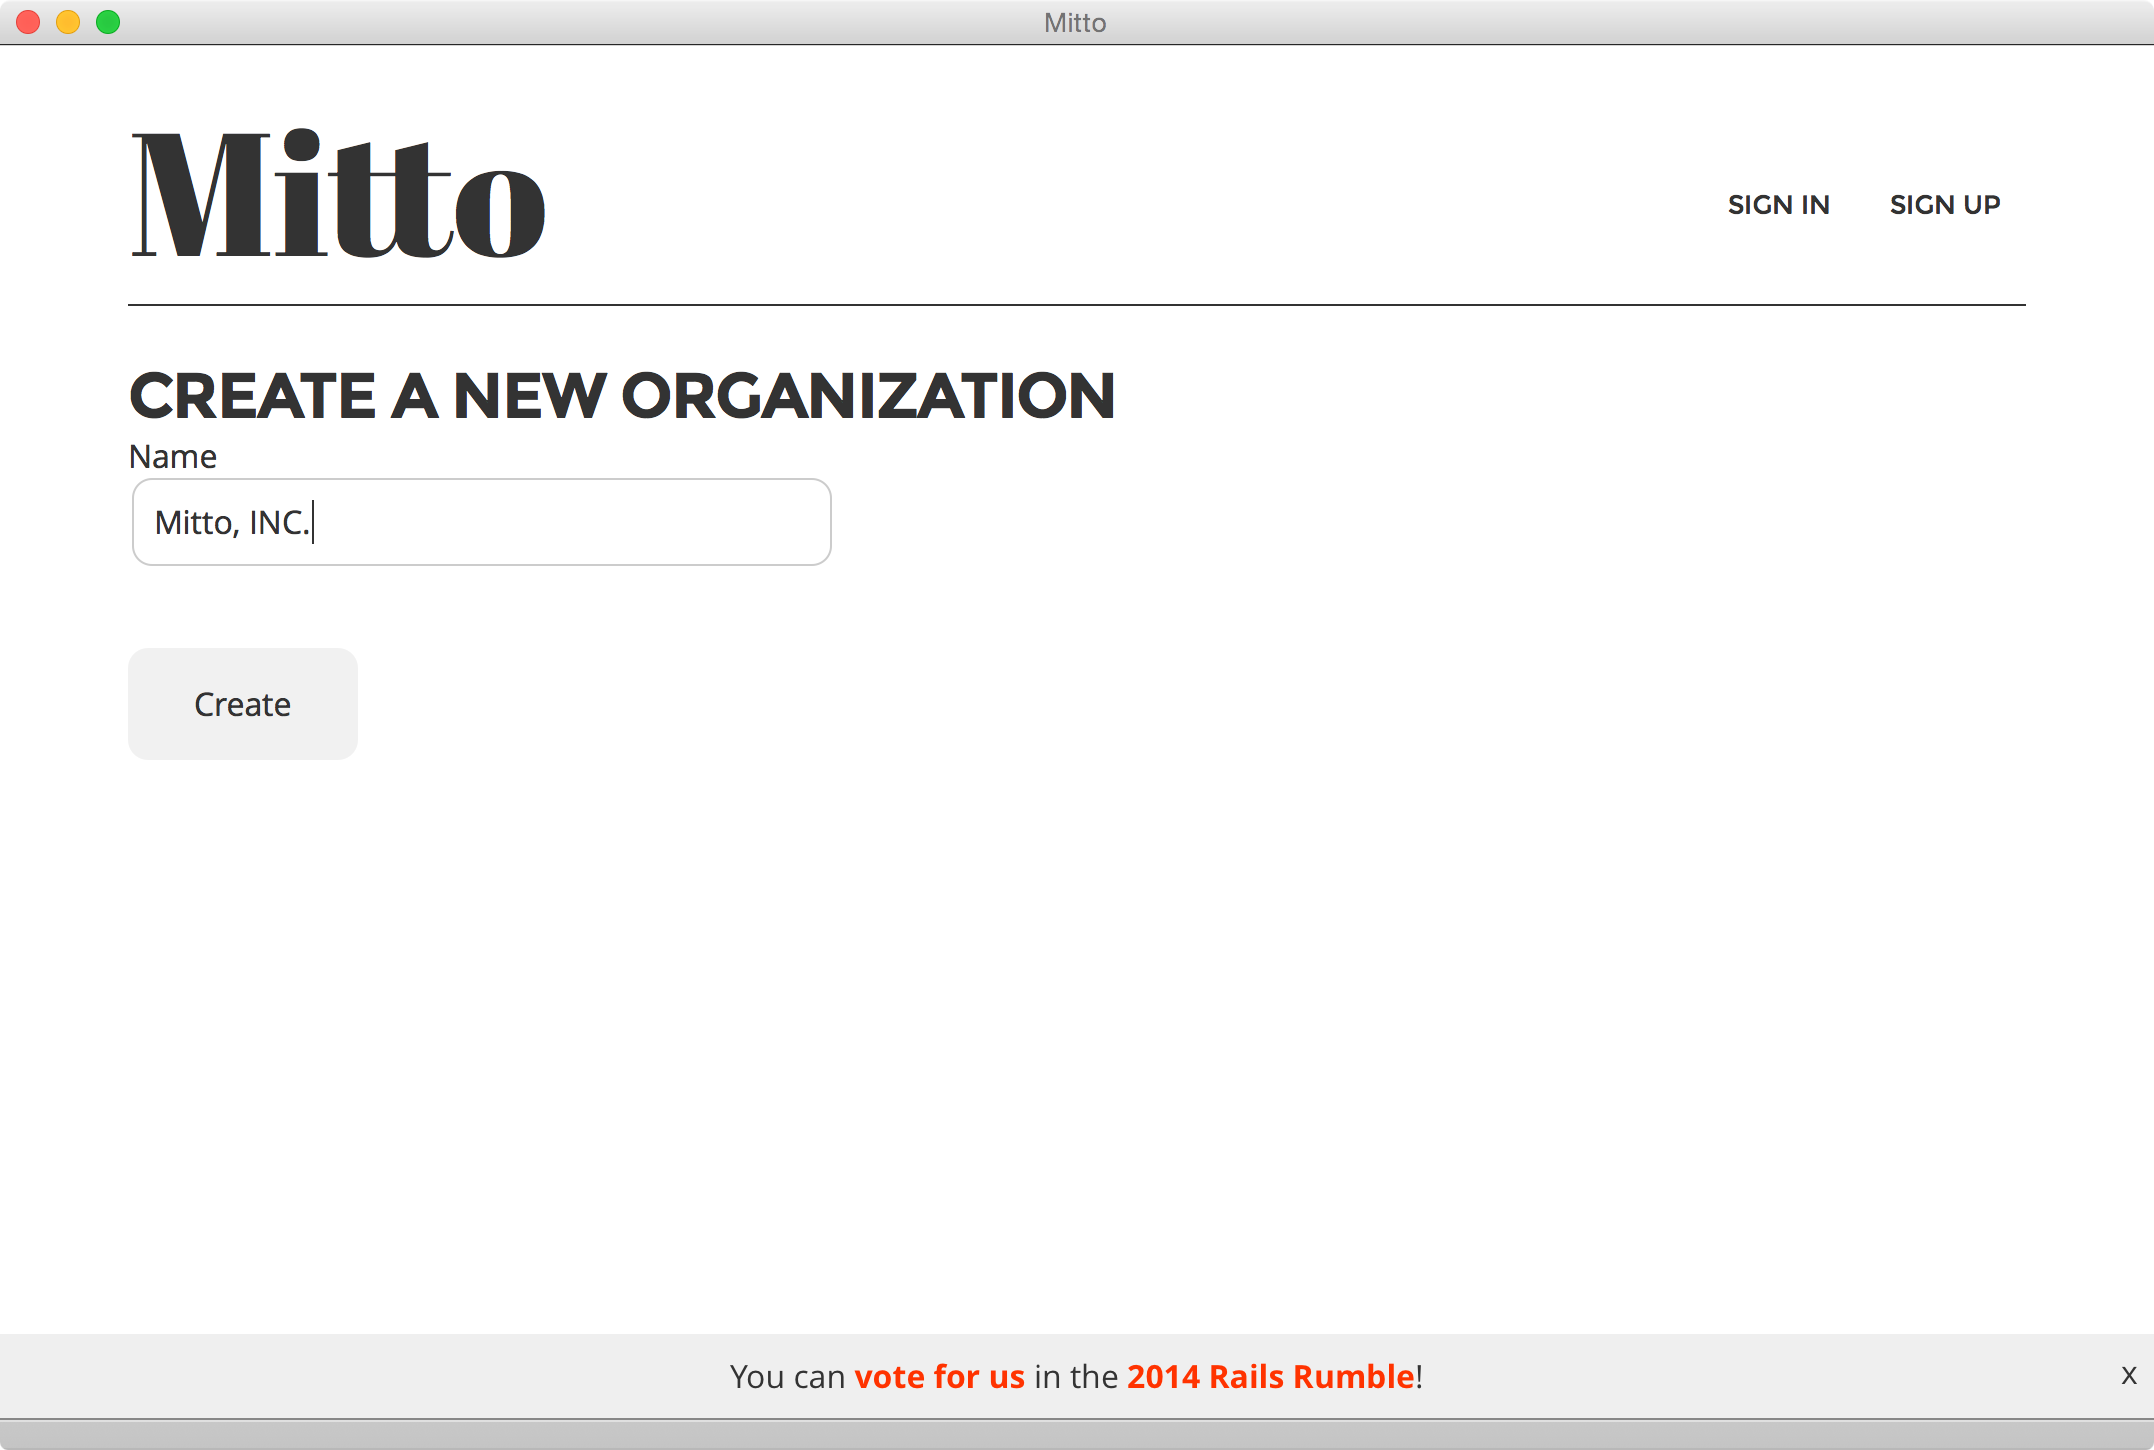 Mitto
Mitto
SIGN IN SIGN UP
CREATE A NEW ORGANIZATION
Name
Mitto, INC.
Create
You can vote for us in the 2014 Rails Rumble! x